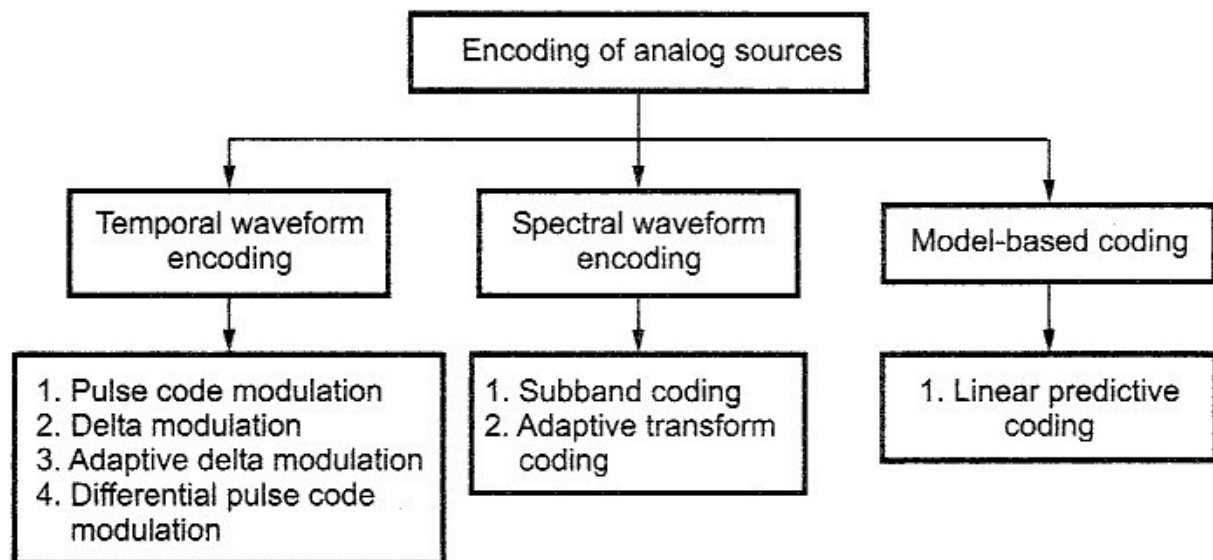 Encoding of analog sources
Temporal waveform
encoding
Spectral waveform
encoding
Model-based coding
1. Pulse code modulation
2. Delta modulation
3. Adaptive delta modulation
4. Differential pulse code
modulation
1. Subband coding
2. Adaptive transform
coding
1. Linear predictive
coding